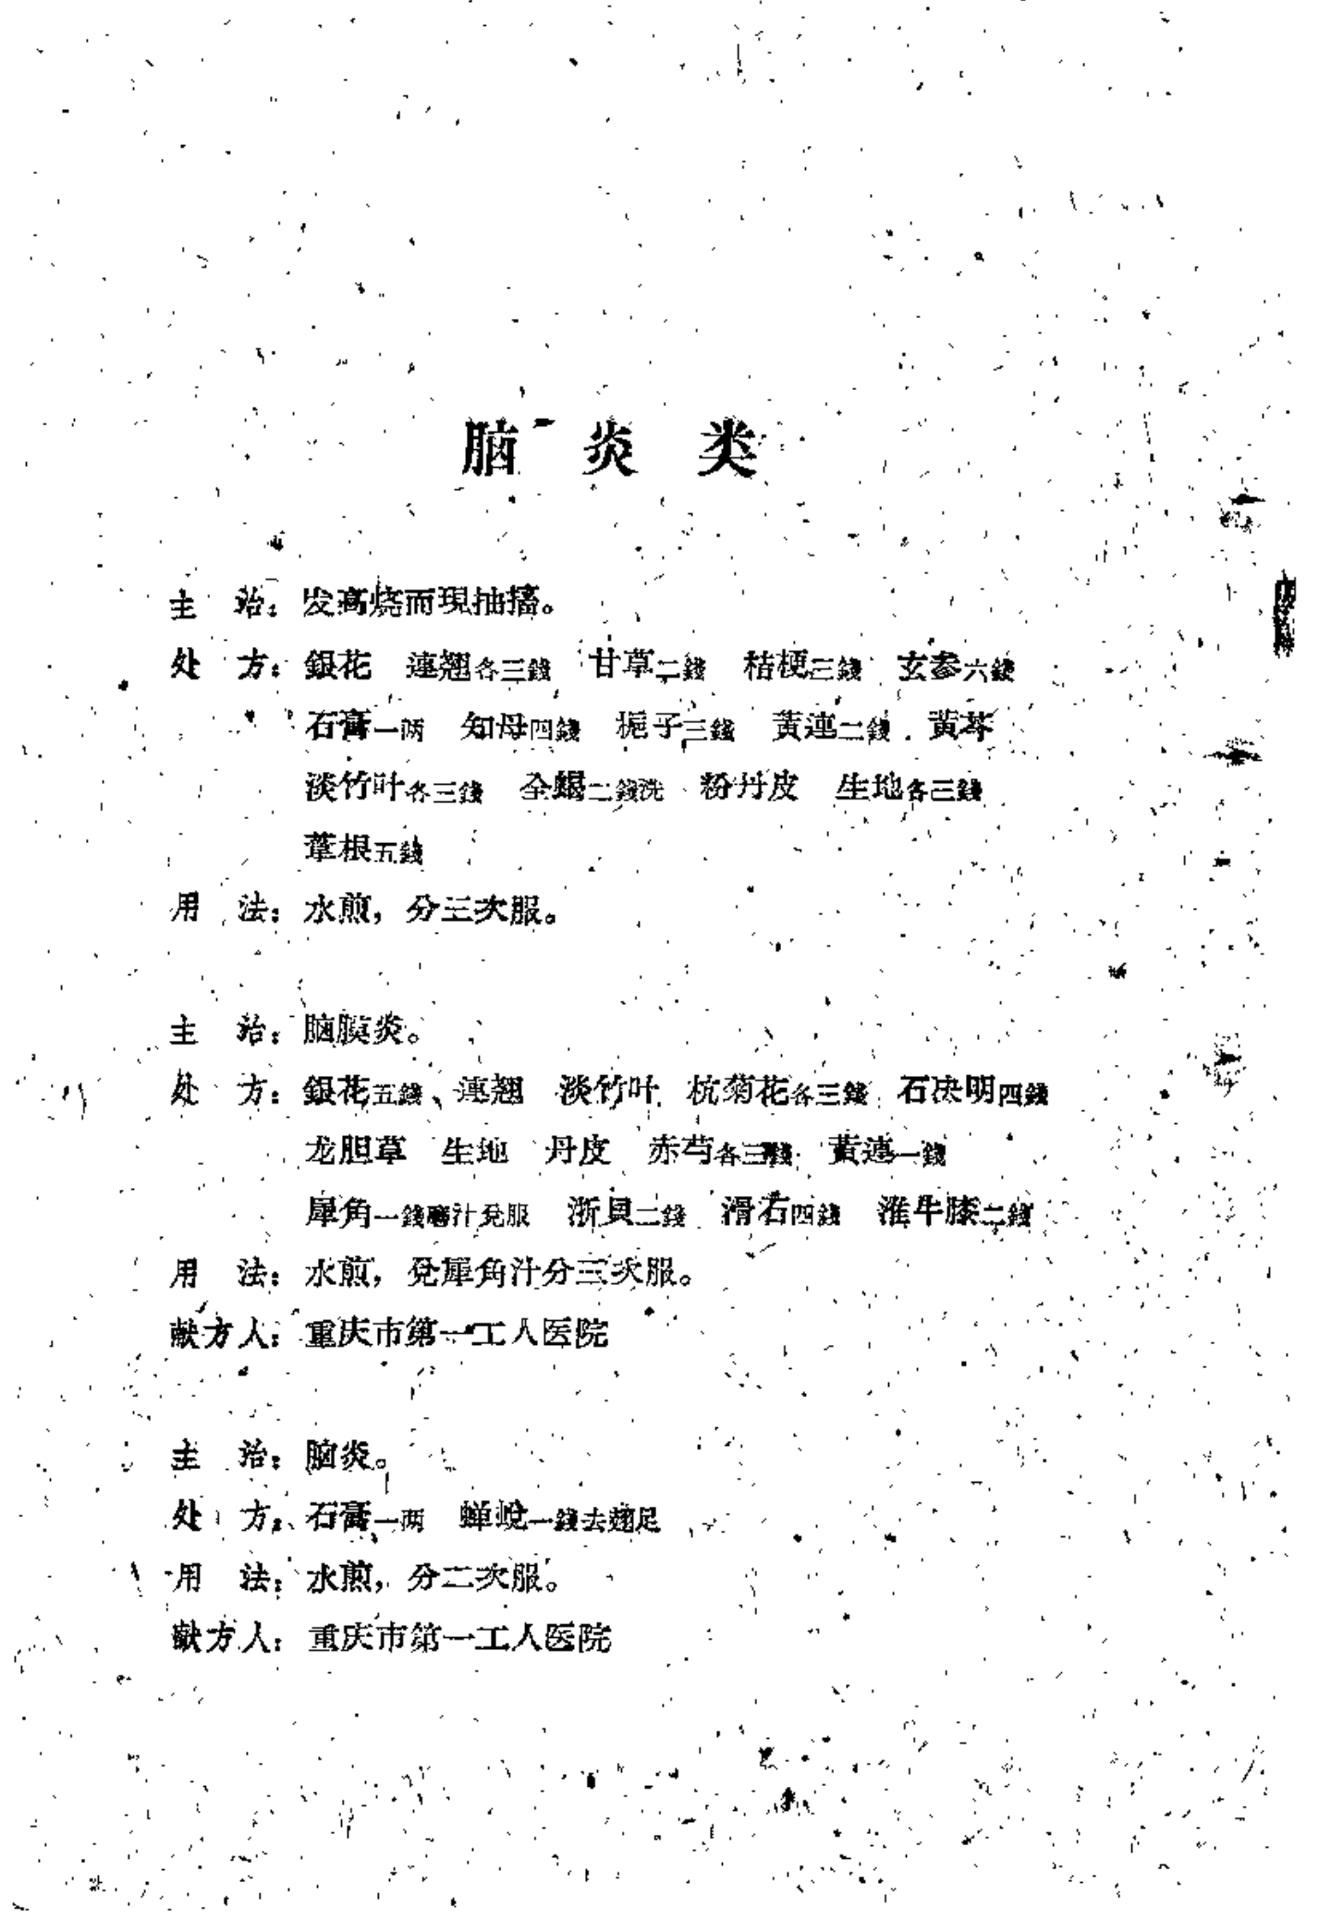 脑炎类
主 治：发高烧而現抽搐。
处 方：銀花 連翘各三錢 甘草二錢 桔梗三錢 玄参六錢
石膏一两 知母四錢 栀子三錢 黄連二錢 黄芩
淡竹叶各三錢 全蝎二錢洗 粉丹皮 生地各三錢
葦根五錢
用 法：水煎，分三次服。
主 治：脑膜炎。
处 方：銀花五錢、連翘 淡竹叶 杭菊花各三錢 石决明四錢
龙胆草 生地 丹皮 赤芍各三錢 黄連一錢
犀角一錢磨汁兑服 浙貝二錢 滑石四錢 淮牛膝二錢
用 法：水煎，兑犀角汁分三次服。
献方人：重庆市第一工人医院
主 治：脑炎。
处 方：石膏一两 蟬蛻一錢去翅足
用 法：水煎，分二次服。
献方人：重庆市第一工人医院